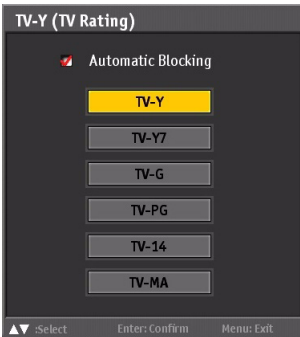 TV-Y (TV Rating)
Automatic Blocking
TV-Y
TV-Y7
TV-G
TV-PG
TV-14
TV-MA
▲▼ :Select Enter: Confirm Menu: Exit